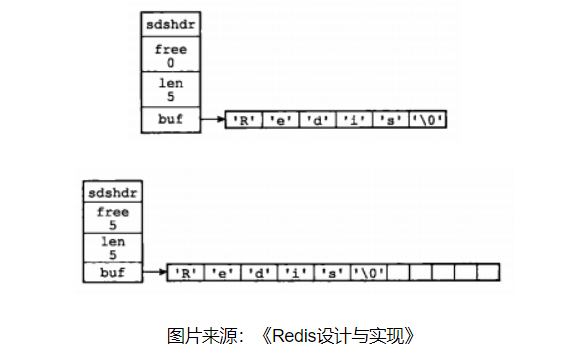 sdshdr
free
0
len
5
buf
'R' 'e' 'd' 'i' 's' '\0'
sdshdr
free
5
len
5
buf
'R' 'e' 'd' 'i' 's' '\0'
图片来源：《Redis设计与实现》